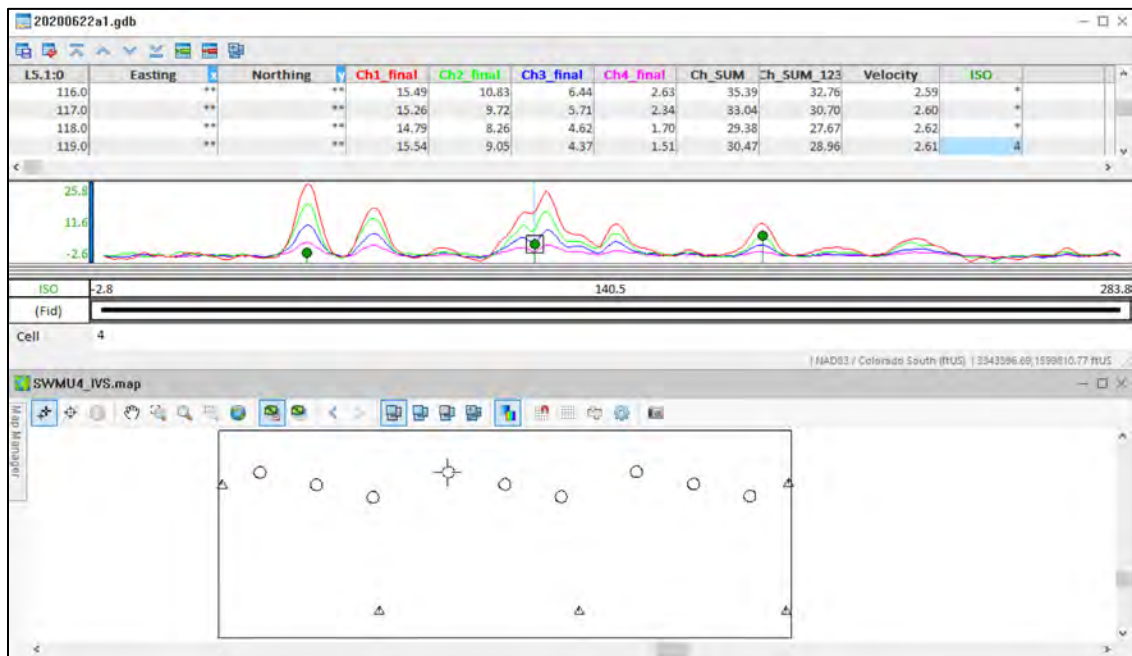 20200622a1.gdb
L5.1:0 Easting x Northing y Ch1_final Ch2_final Ch3_final Ch4_final Ch_SUM Ch_SUM_123 Velocity ISO
116.0 ** ** 15.49 10.83 6.44 2.63 35.39 32.76 2.59 *
117.0 ** ** 15.26 9.72 5.71 2.34 33.04 30.70 2.60 *
118.0 ** ** 14.79 8.26 4.62 1.70 29.38 27.67 2.62 *
119.0 ** ** 15.54 9.05 4.37 1.51 30.47 28.96 2.61 4
25.8
11.6
-2.6
ISO -2.8 140.5 283.8
(Fid)
Cell 4
NAD83 / Colorado South (ftUS) | 3343596.69,1599810.77 ftUS
SWMU4_IVS.map
Map Manager